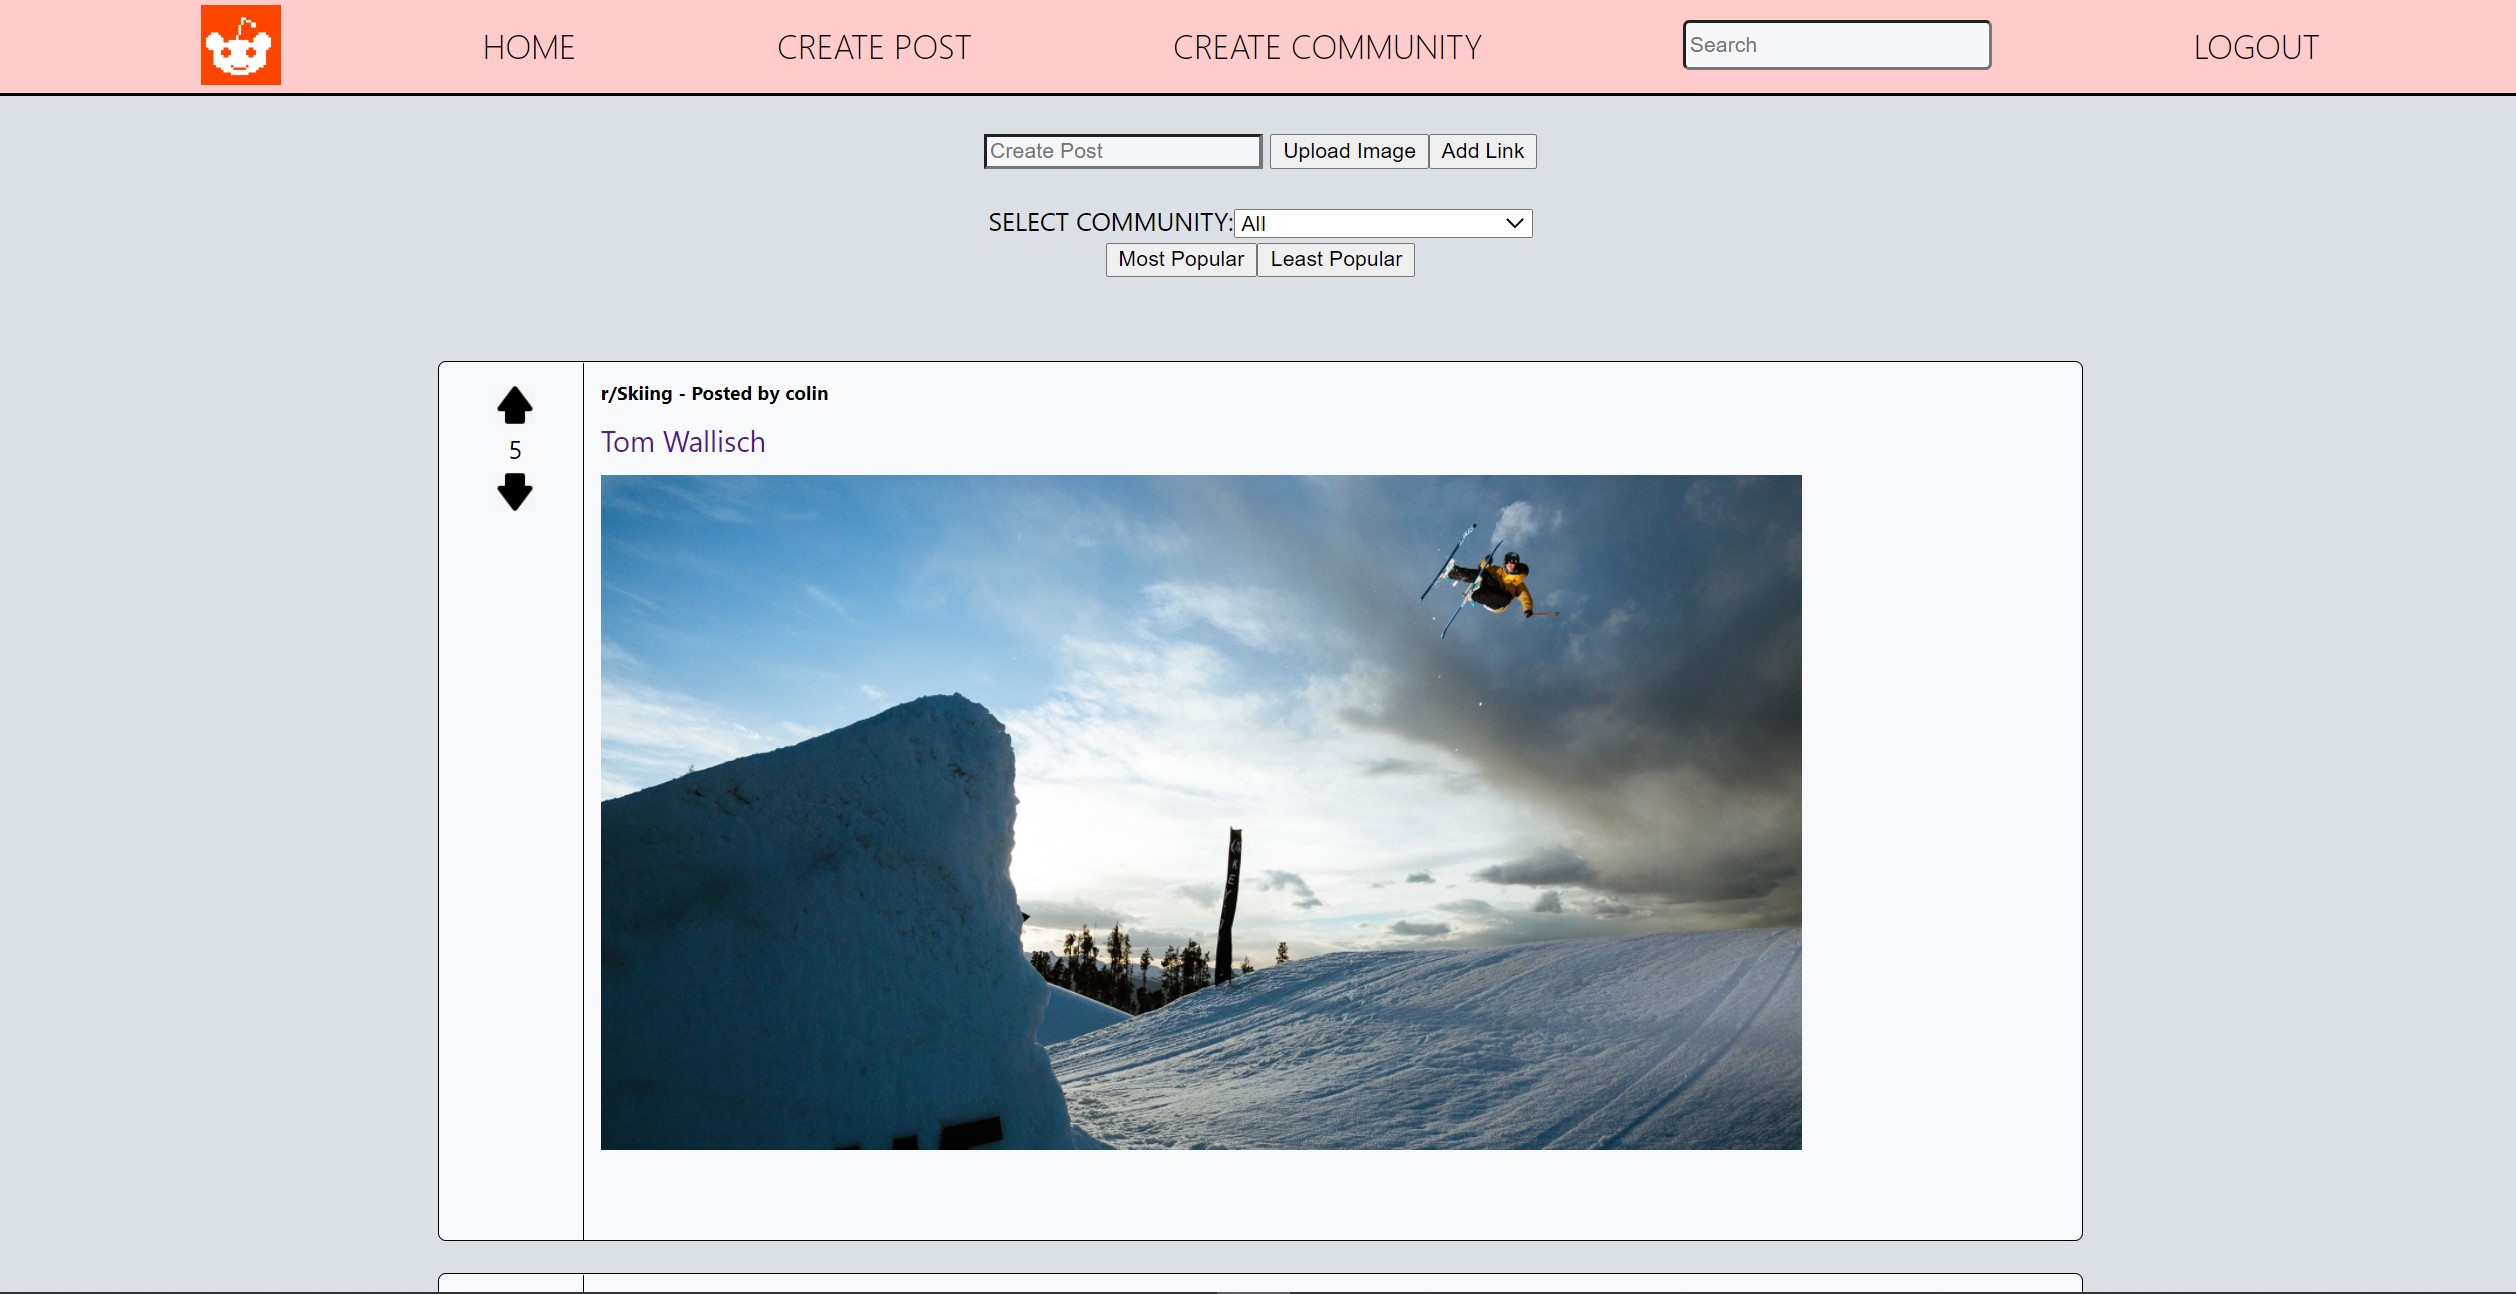 HOME CREATE POST CREATE COMMUNITY Search LOGOUT
Create Post Upload Image Add Link
SELECT COMMUNITY: All
Most Popular Least Popular
r/Skiing - Posted by colin
5
Tom Wallisch